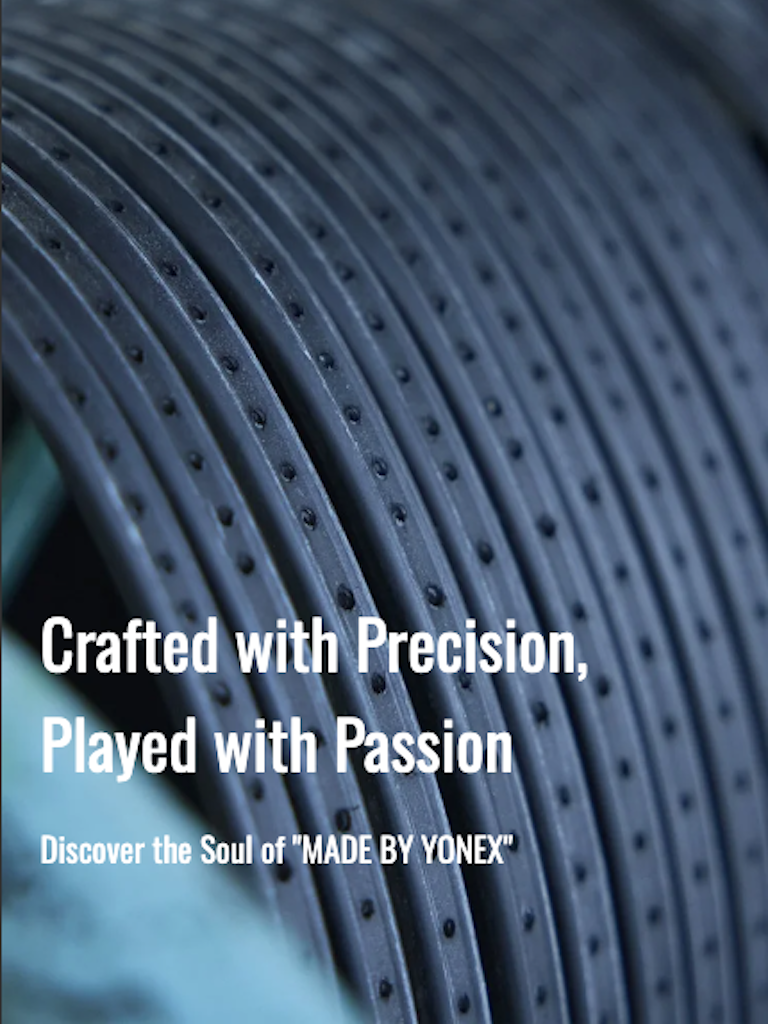 Crafted with Precision,
Played with Passion
Discover the Soul of "MADE BY YONEX"